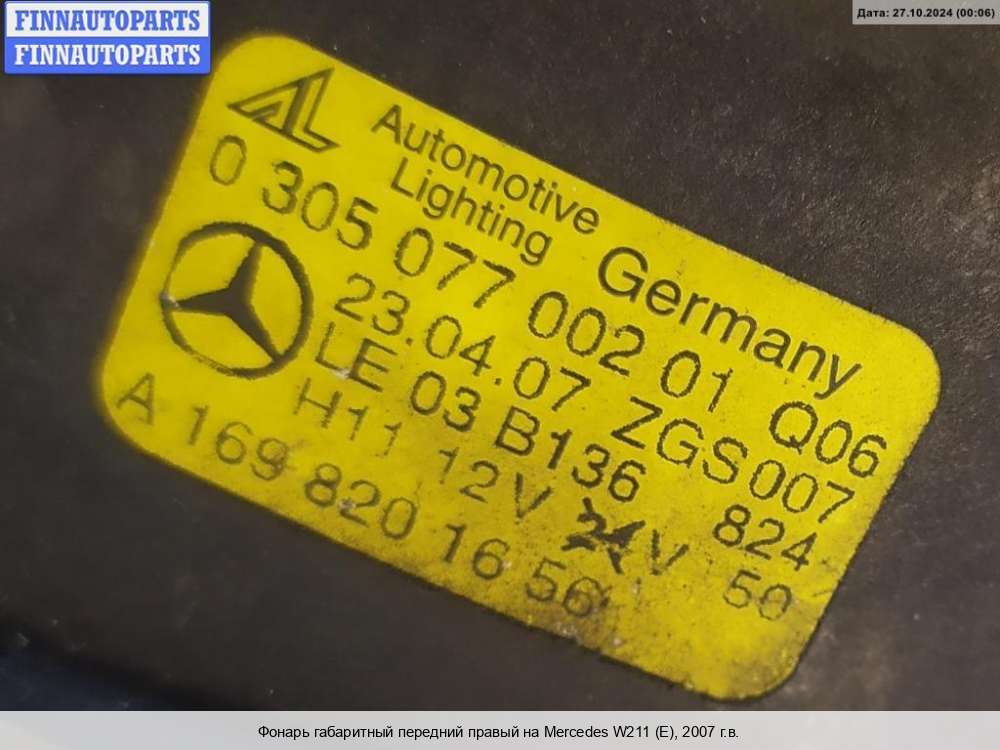 FINNAUTOPARTS
FINNAUTOPARTS
Дата: 27.10.2024 (00:06)
AL Automotive
Lighting Germany
0 305 077 002 01 Q06
23.04.07 ZGS007
LE 03 B136 824
H11 12V 24V 50
A 169 820 16 56
Фонарь габаритный передний правый на Mercedes W211 (E), 2007 г.в.